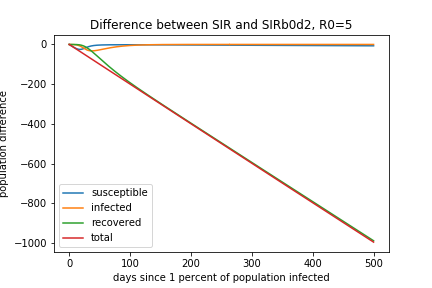 Difference between SIR and SIRb0d2, R0=5
0
−200
−400
−600
−800
−1000
population difference
susceptible
infected
recovered
total
0
100
200
300
400
500
days since 1 percent of population infected